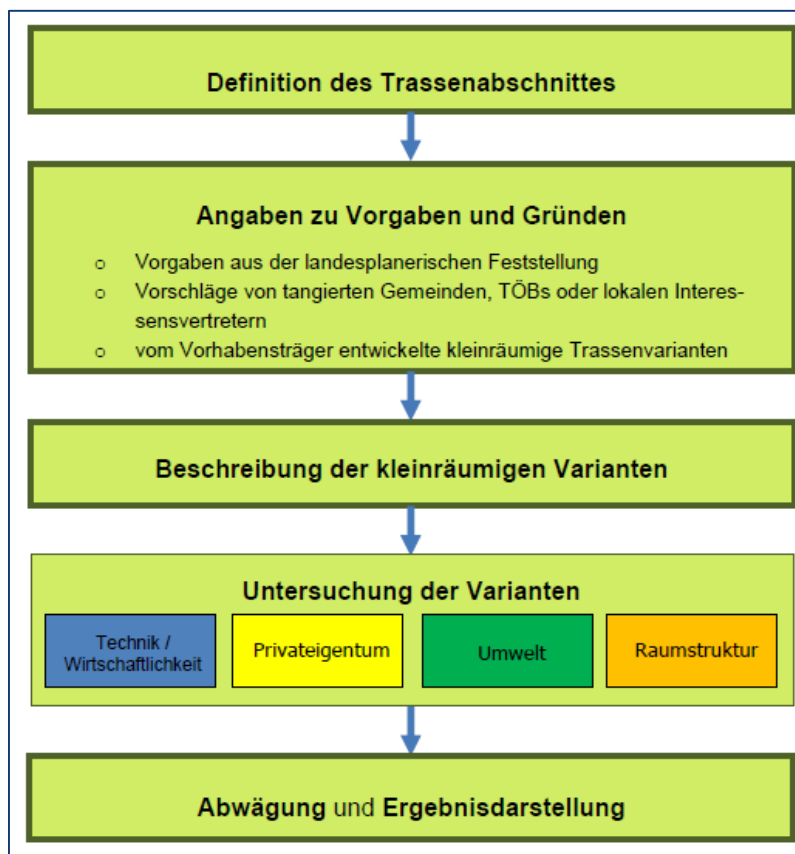 Definition des Trassenabschnittes
Angaben zu Vorgaben und Gründen
o Vorgaben aus der landesplanerischen Feststellung
o Vorschläge von tangierten Gemeinden, TÖBs oder lokalen Interes-
sensvertretern
o vom Vorhabensträger entwickelte kleinräumige Trassenvarianten
Beschreibung der kleinräumigen Varianten
Untersuchung der Varianten
Technik /
Wirtschaftlichkeit
Privateigentum
Umwelt
Raumstruktur
Abwägung und Ergebnisdarstellung